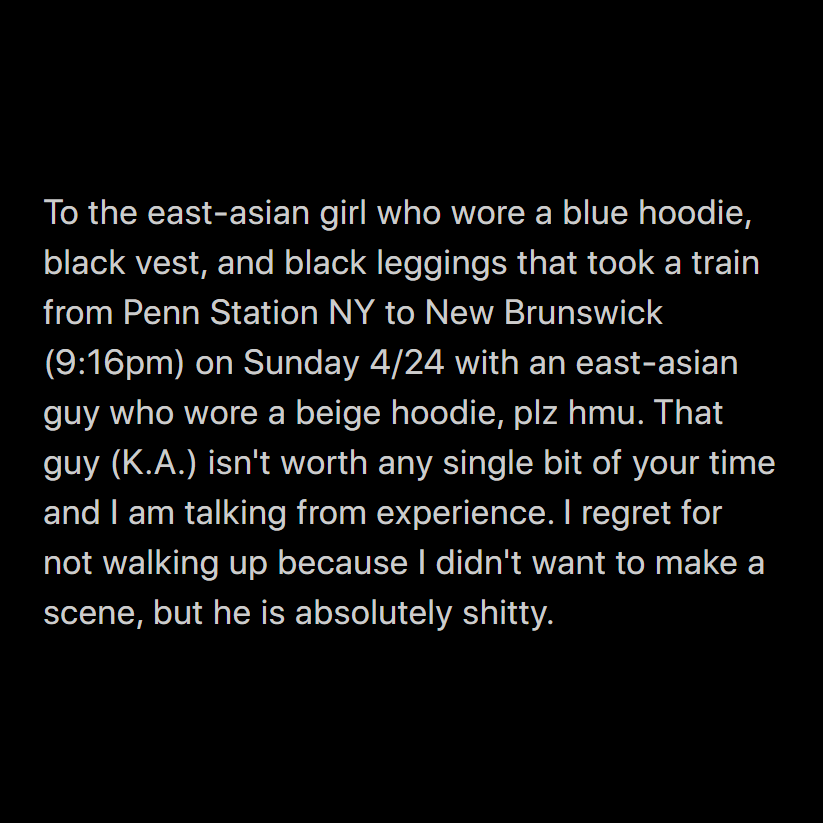 To the east-asian girl who wore a blue hoodie,
black vest, and black leggings that took a train
from Penn Station NY to New Brunswick
(9:16pm) on Sunday 4/24 with an east-asian
guy who wore a beige hoodie, plz hmu. That
guy (K.A.) isn't worth any single bit of your time
and I am talking from experience. I regret for
not walking up because I didn't want to make a
scene, but he is absolutely shitty.